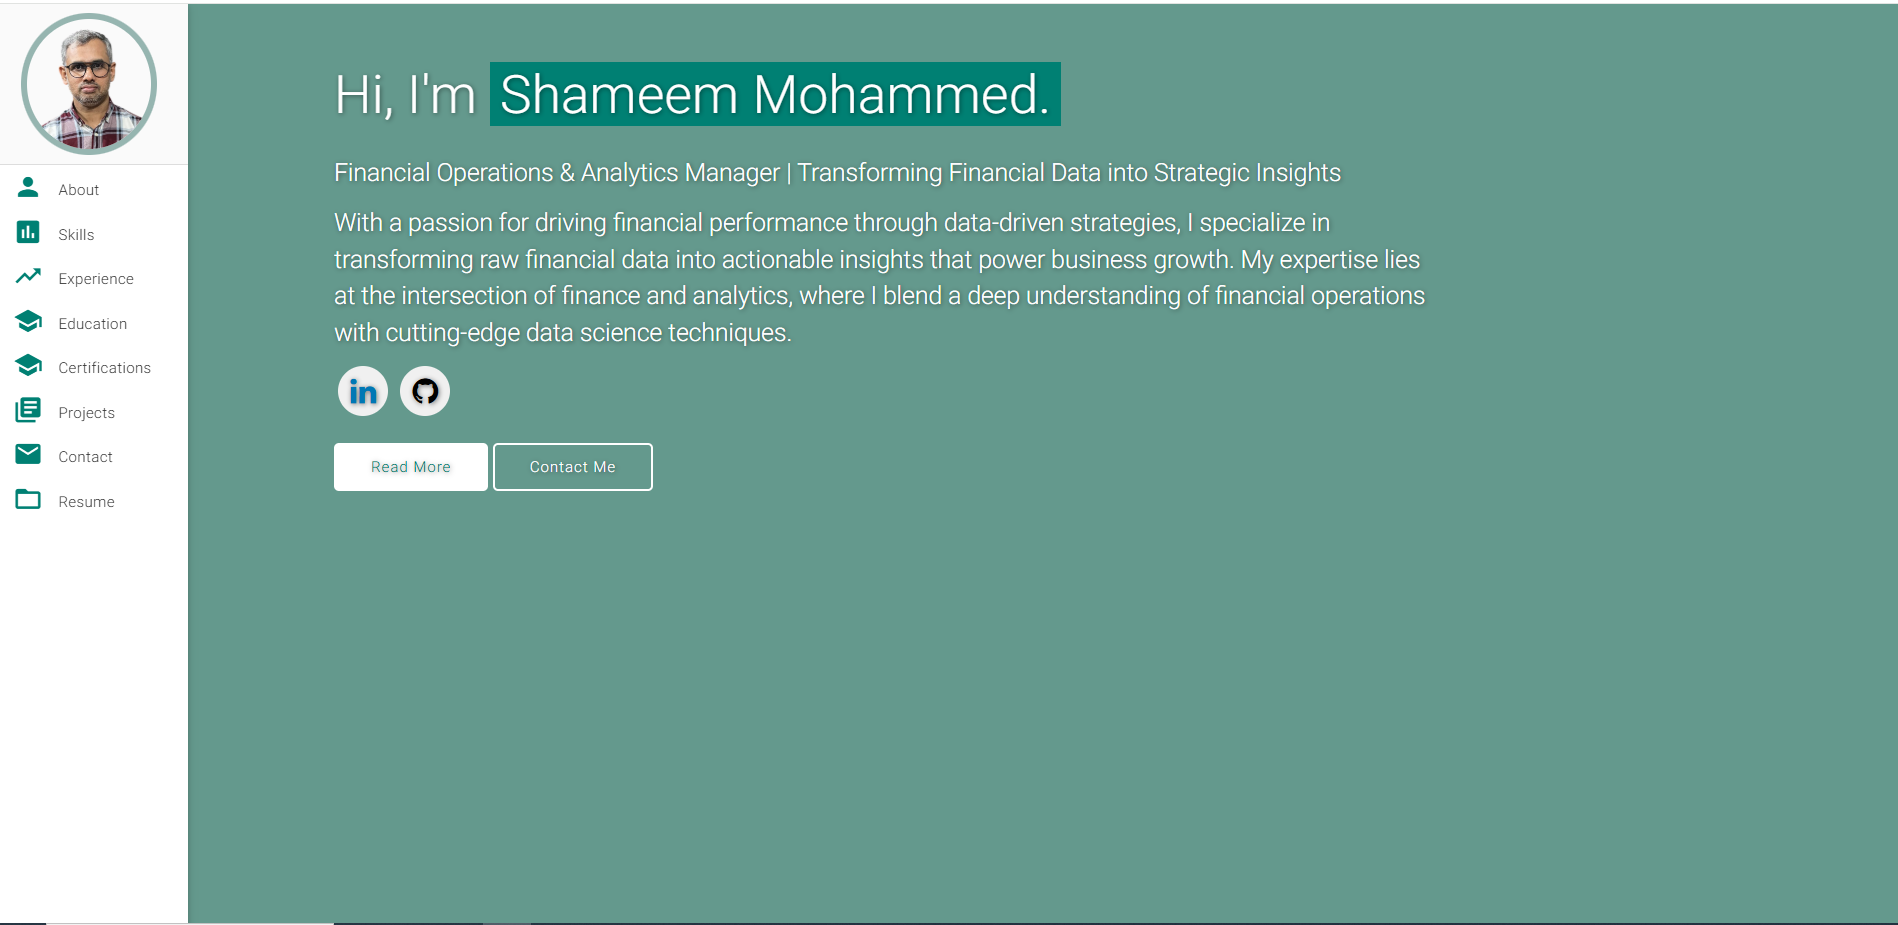 Hi, I'm Shameem Mohammed.
Financial Operations & Analytics Manager | Transforming Financial Data into Strategic Insights
With a passion for driving financial performance through data-driven strategies, I specialize in
transforming raw financial data into actionable insights that power business growth. My expertise lies
at the intersection of finance and analytics, where I blend a deep understanding of financial operations
with cutting-edge data science techniques.
in
Read More
Contact Me
About
Skills
Experience
Education
Certifications
Projects
Contact
Resume